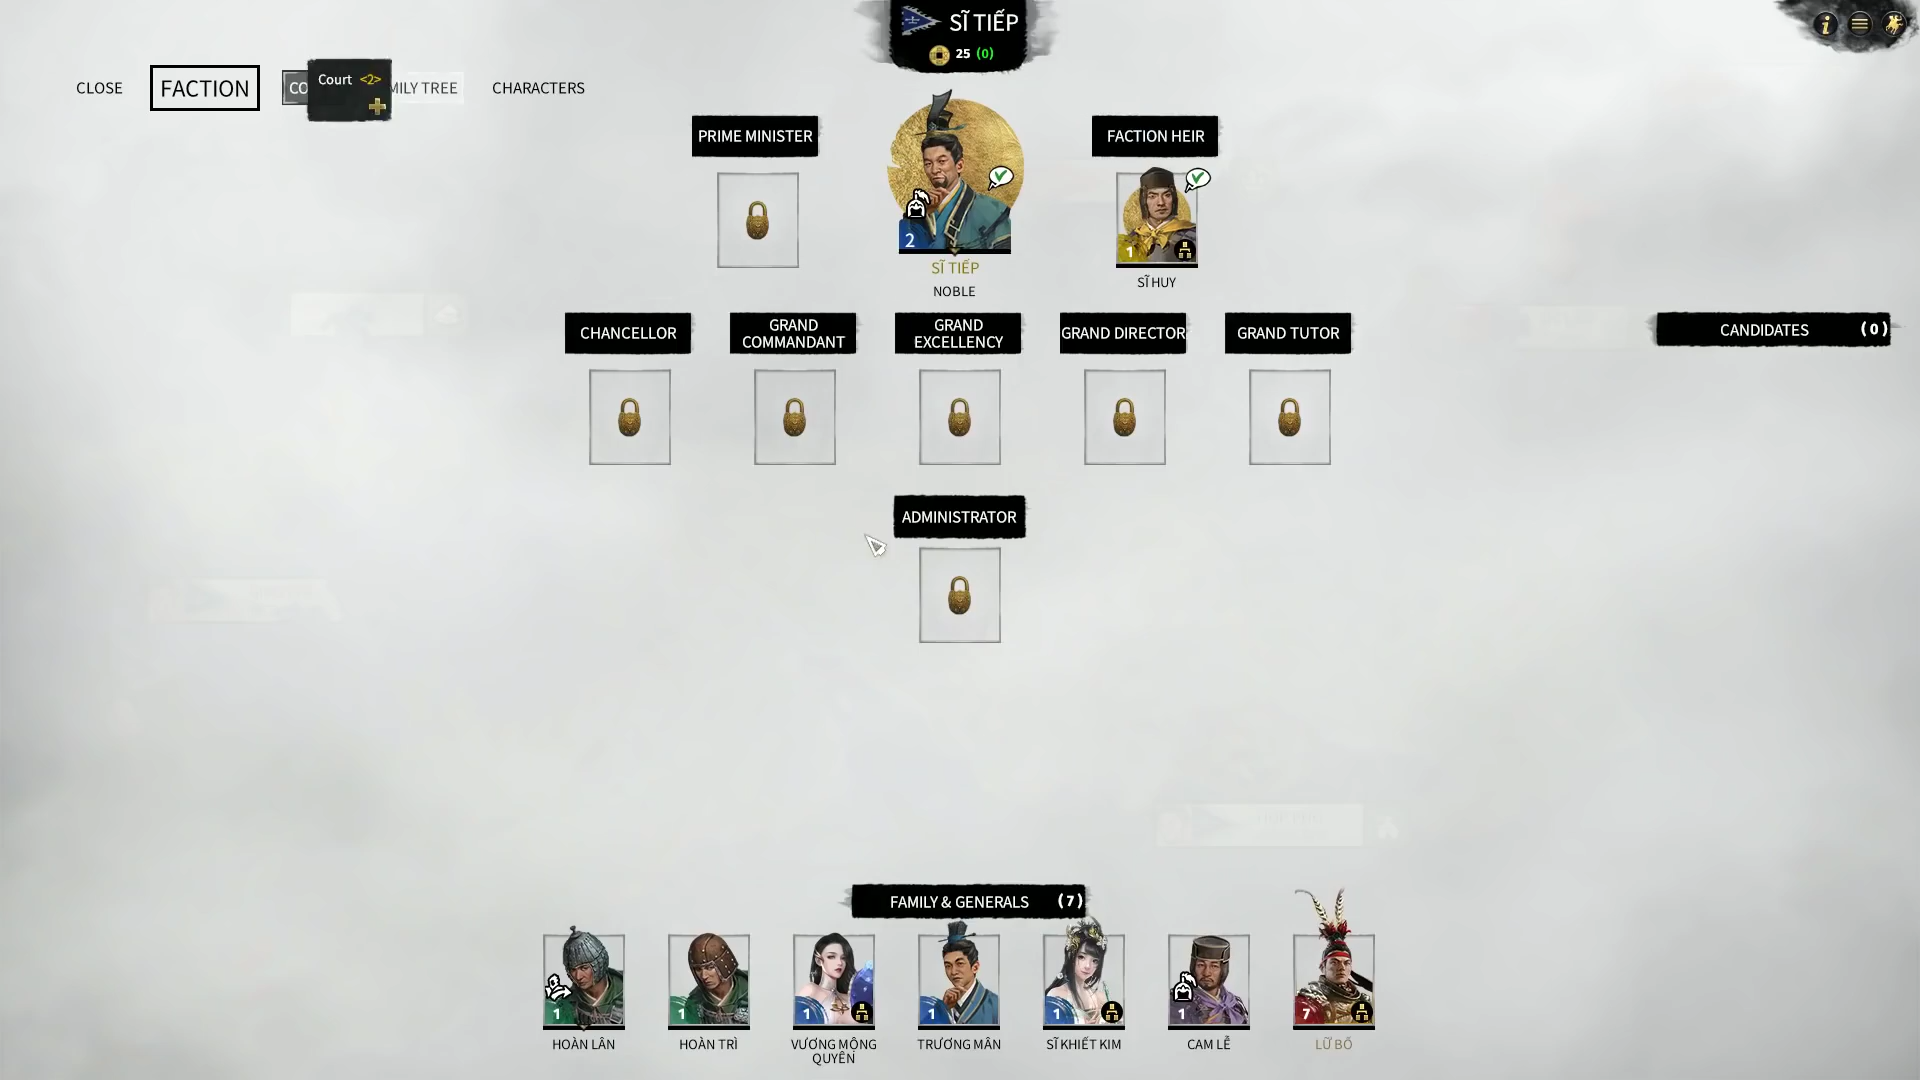 SĨ TIẾP
25 (0)
CLOSE
FACTION
CO
Court <2>
MILY TREE
CHARACTERS
PRIME MINISTER
FACTION HEIR
2
SĨ TIẾP
NOBLE
1
SĨ HUY
CHANCELLOR
GRAND
COMMANDANT
GRAND
EXCELLENCY
GRAND DIRECTOR
GRAND TUTOR
CANDIDATES (0)
ADMINISTRATOR
FAMILY & GENERALS (7)
1
1
1
1
1
1
7
HOÀN LÂN
HOÀN TRÌ
VƯƠNG MỘNG
QUYÊN
TRƯƠNG MÂN
SĨ KHIẾT KIM
CAM LỄ
LỮ BỐ